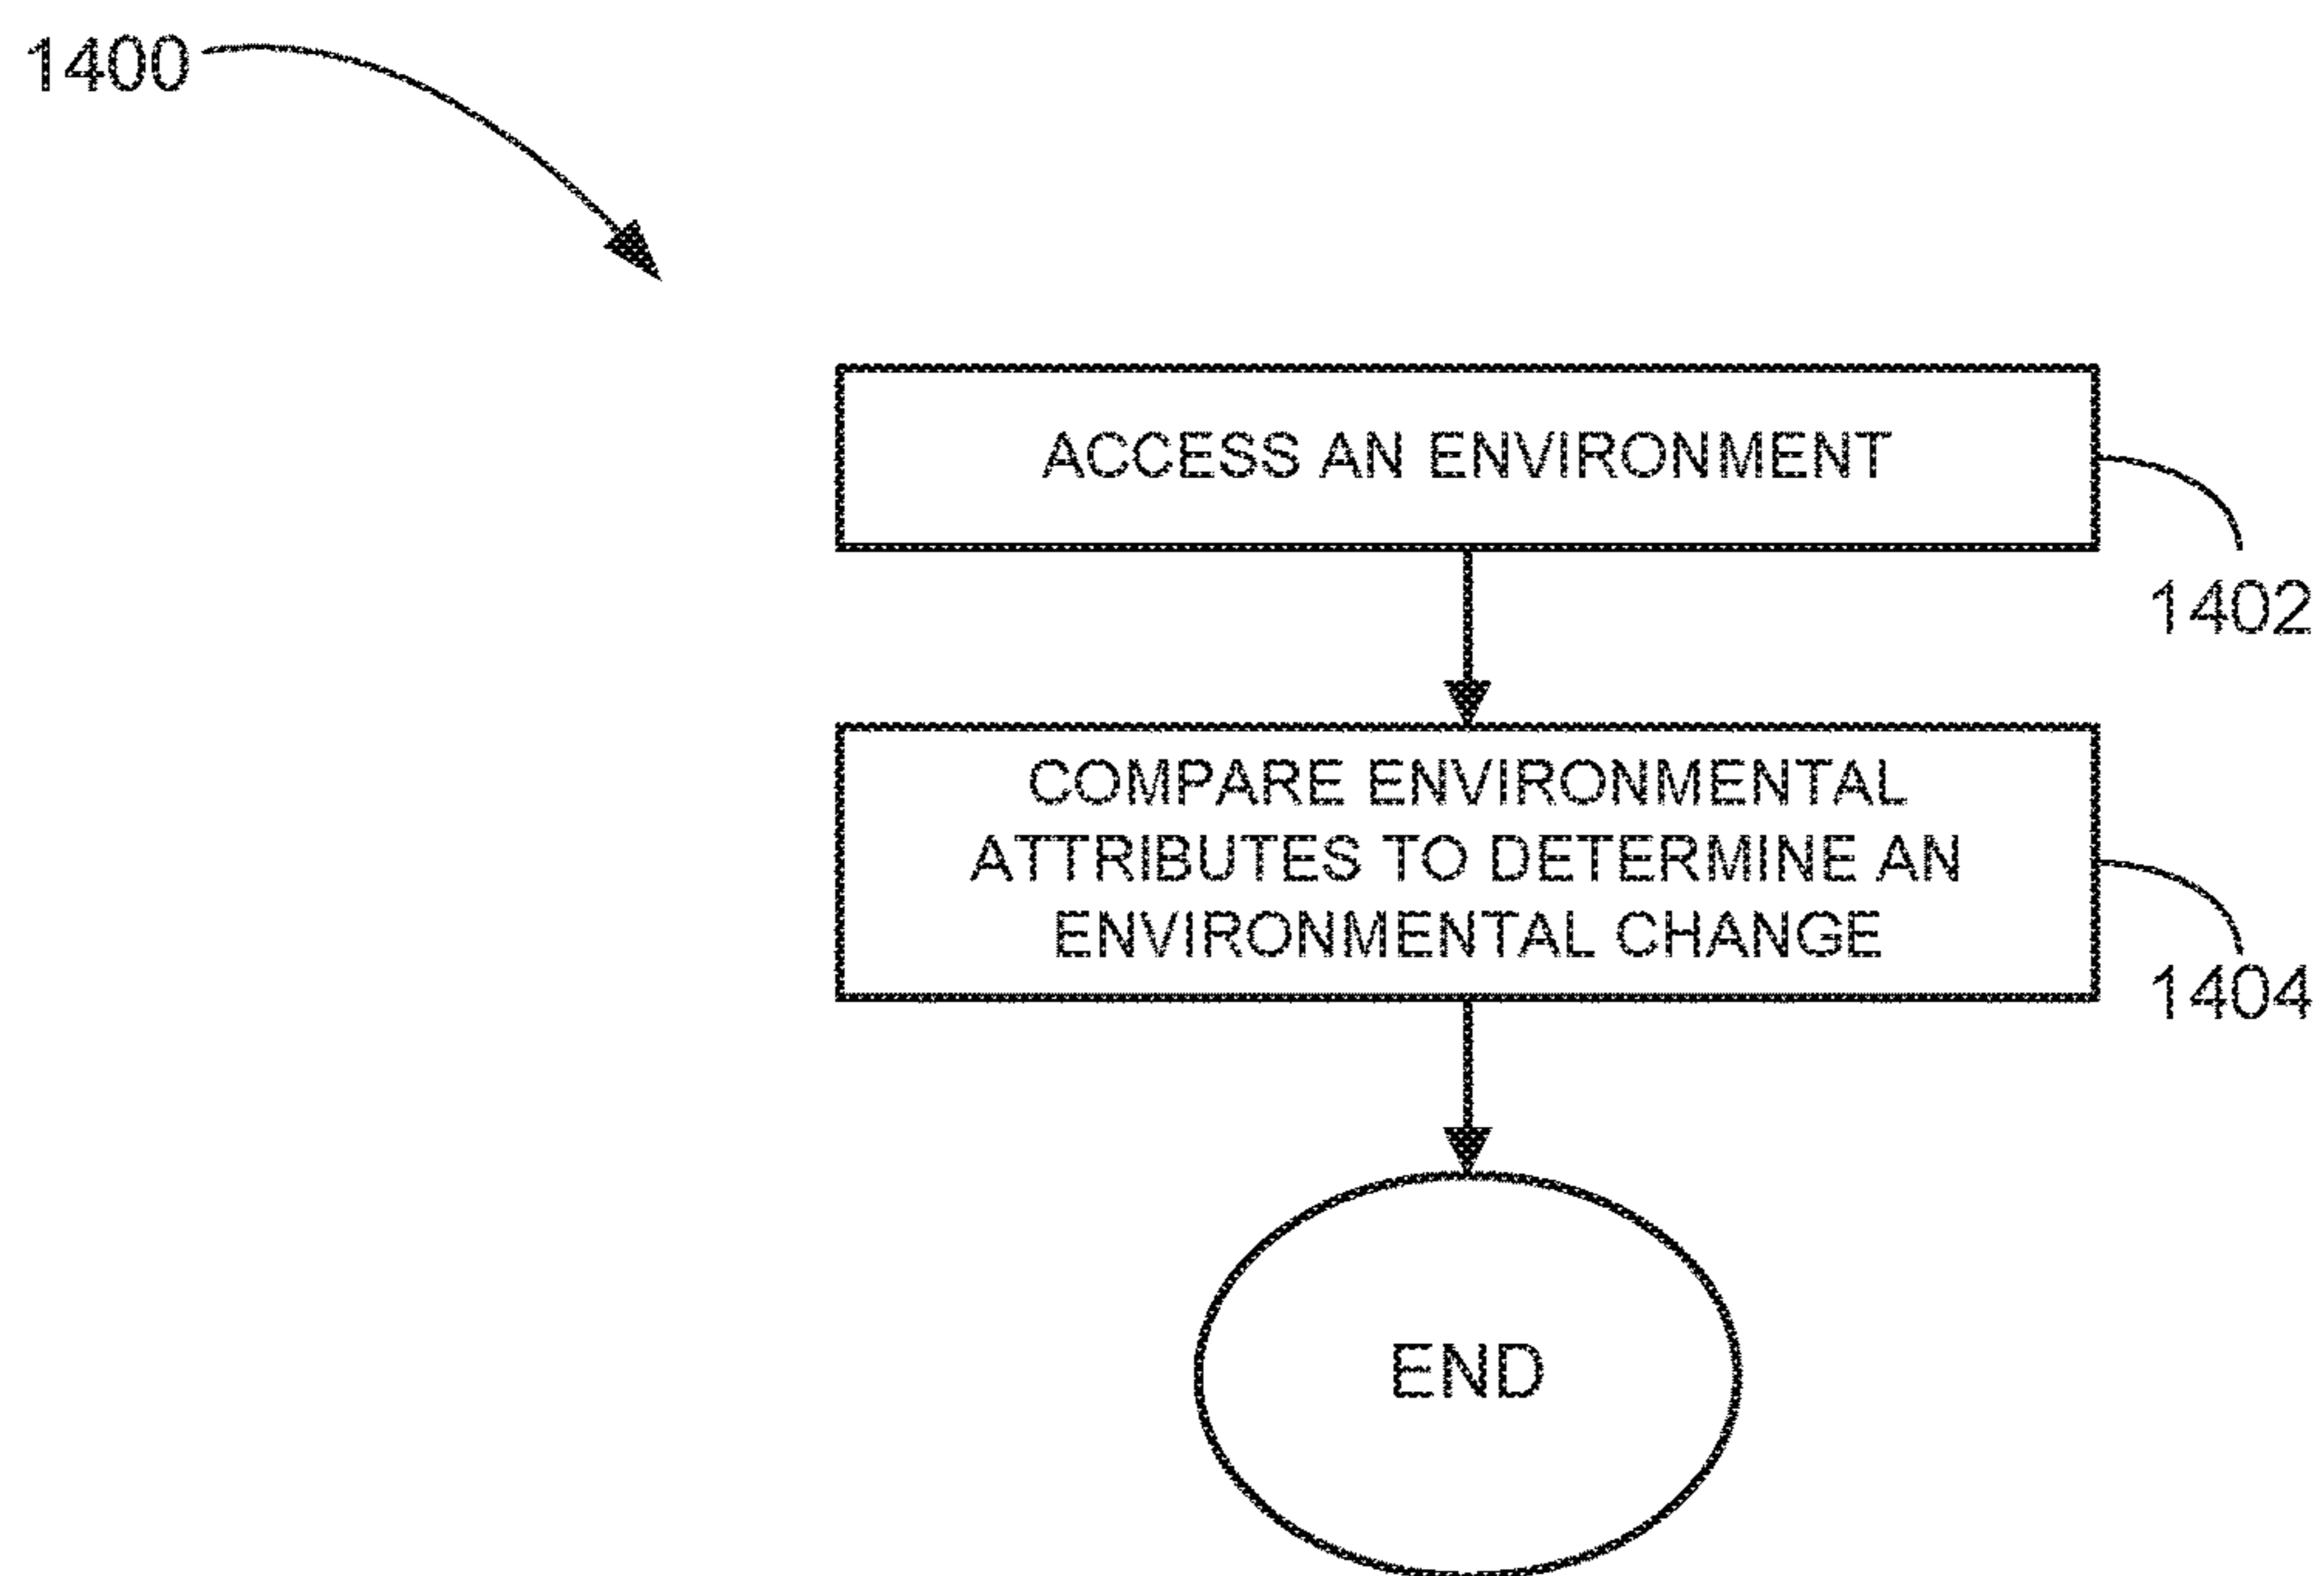 1400
ACCESS AN ENVIRONMENT
1402
COMPARE ENVIRONMENTAL
ATTRIBUTES TO DETERMINE AN
ENVIRONMENTAL CHANGE
1404
END